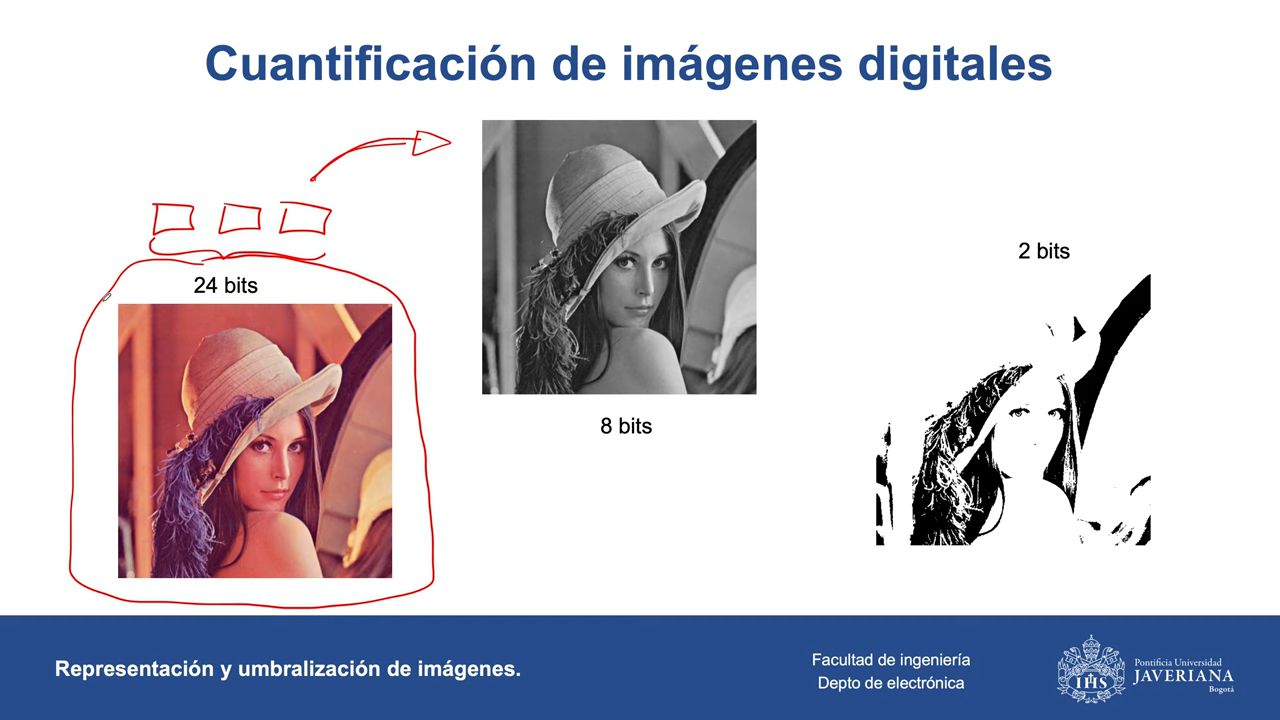 Cuantificación de imágenes digitales
24 bits
8 bits
2 bits
Representación y umbralización de imágenes.
Facultad de ingeniería
Depto de electrónica
IHS
Pontificia Universidad
JAVERIANA
Bogotá